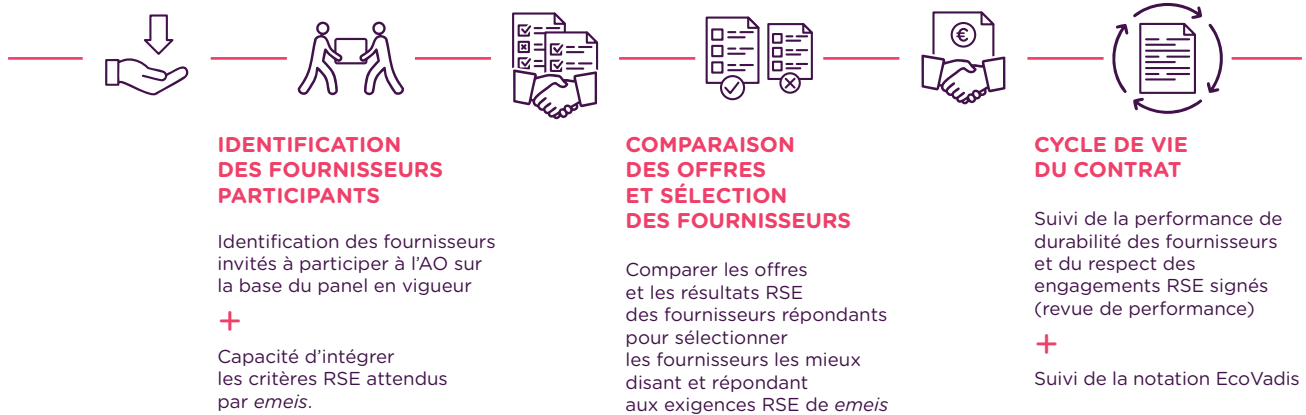 €
IDENTIFICATION
DES FOURNISSEURS
PARTICIPANTS
Identification des fournisseurs
invités à participer à l'AO sur
la base du panel en vigueur
+
Capacité d'intégrer
les critères RSE attendus
par emeis.
COMPARAISON
DES OFFRES
ET SÉLECTION
DES FOURNISSEURS
Comparer les offres
et les résultats RSE
des fournisseurs répondants
pour sélectionner
les fournisseurs les mieux
disant et répondant
aux exigences RSE de emeis
CYCLE DE VIE
DU CONTRAT
Suivi de la performance de
durabilité des fournisseurs
et du respect des
engagements RSE signés
(revue de performance)
+
Suivi de la notation EcoVadis